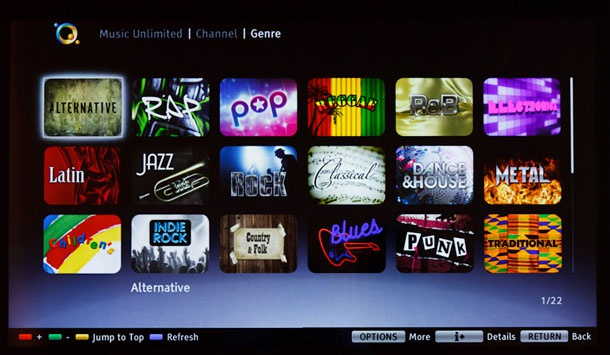 Music Unlimited | Channel | Genre
ALTERNATIVE
RAP
pop
REGGAE
R&B
ELECTRONIC
Latin
JAZZ
ROCK
Classical
DANCE
&HOUSE
METAL
Children's
INDIE
ROCK
Country
& Folk
Blues
PUNK
TRADITIONAL
Alternative
1/22
+ - Jump to Top Refresh OPTIONS More i+ Details RETURN Back